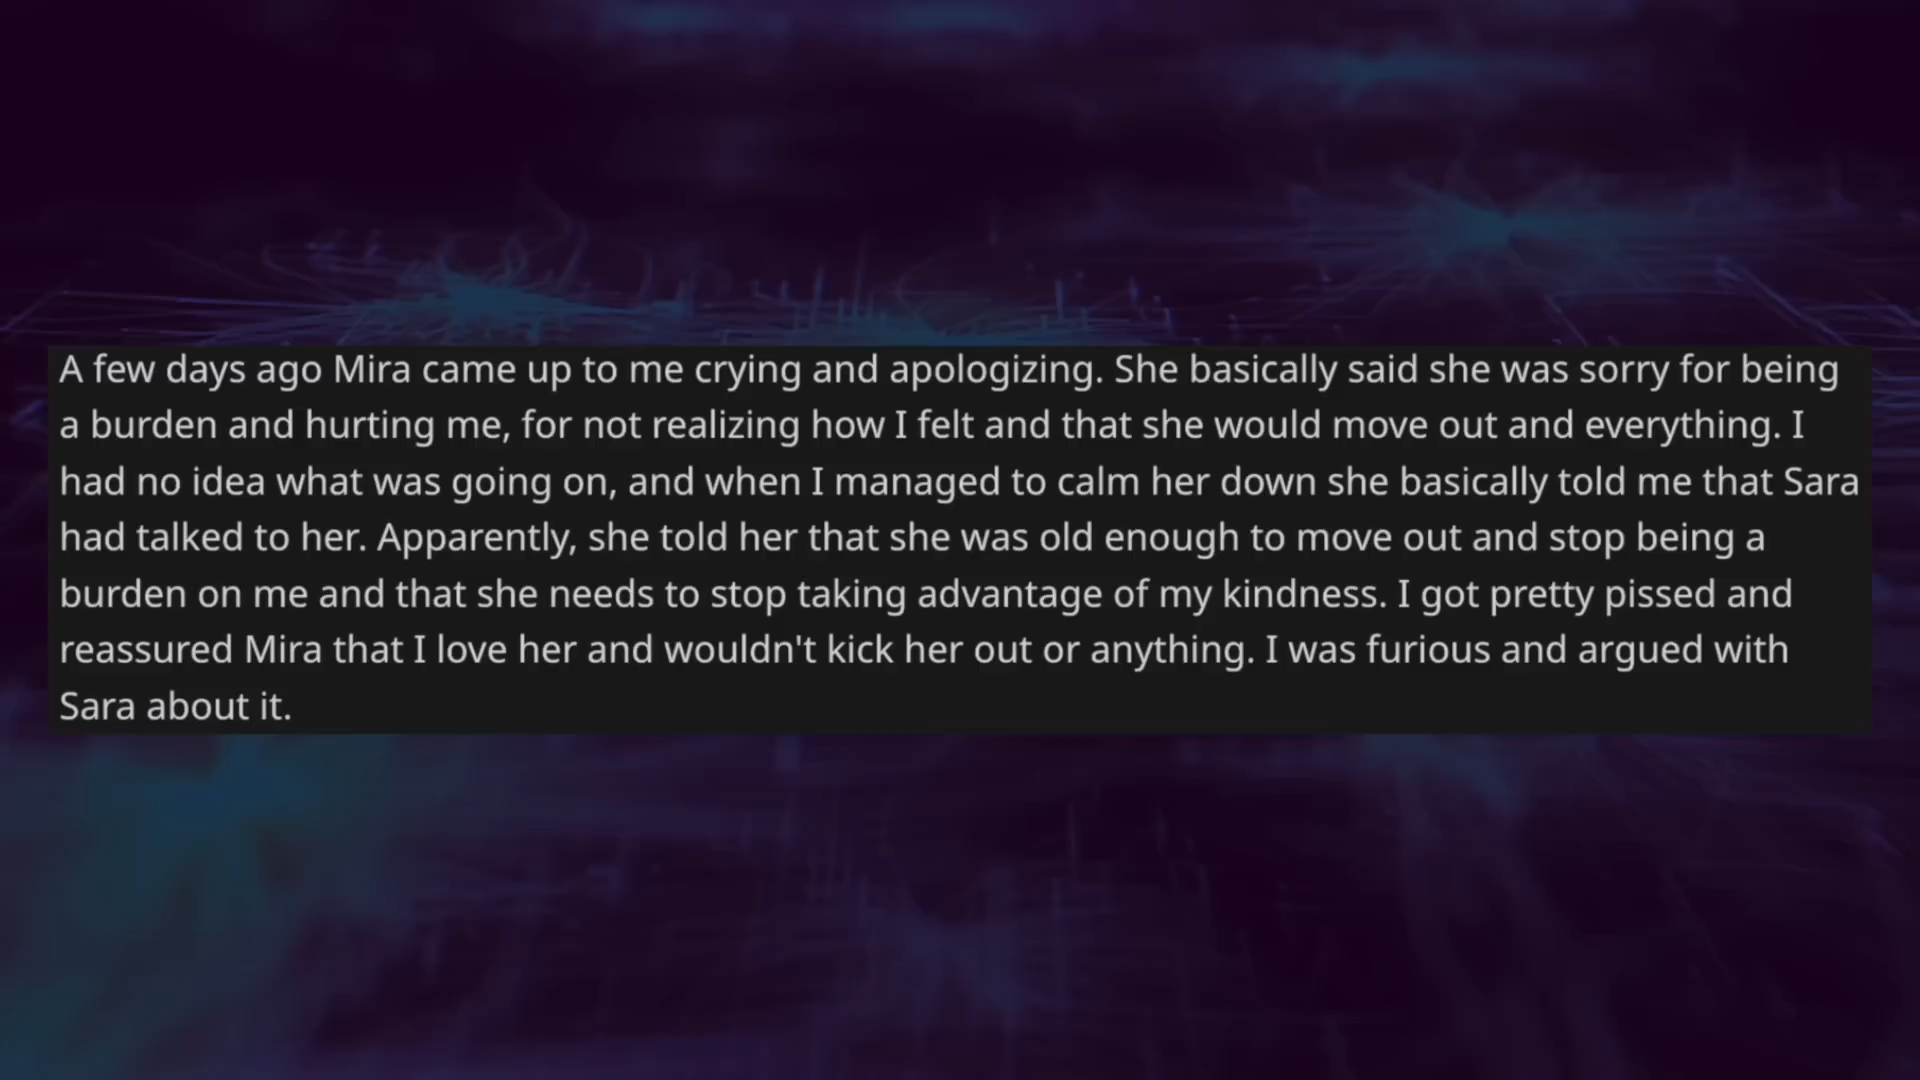 A few days ago Mira came up to me crying and apologizing. She basically said she was sorry for being
a burden and hurting me, for not realizing how I felt and that she would move out and everything. I
had no idea what was going on, and when I managed to calm her down she basically told me that Sara
had talked to her. Apparently, she told her that she was old enough to move out and stop being a
burden on me and that she needs to stop taking advantage of my kindness. I got pretty pissed and
reassured Mira that I love her and wouldn't kick her out or anything. I was furious and argued with
Sara about it.